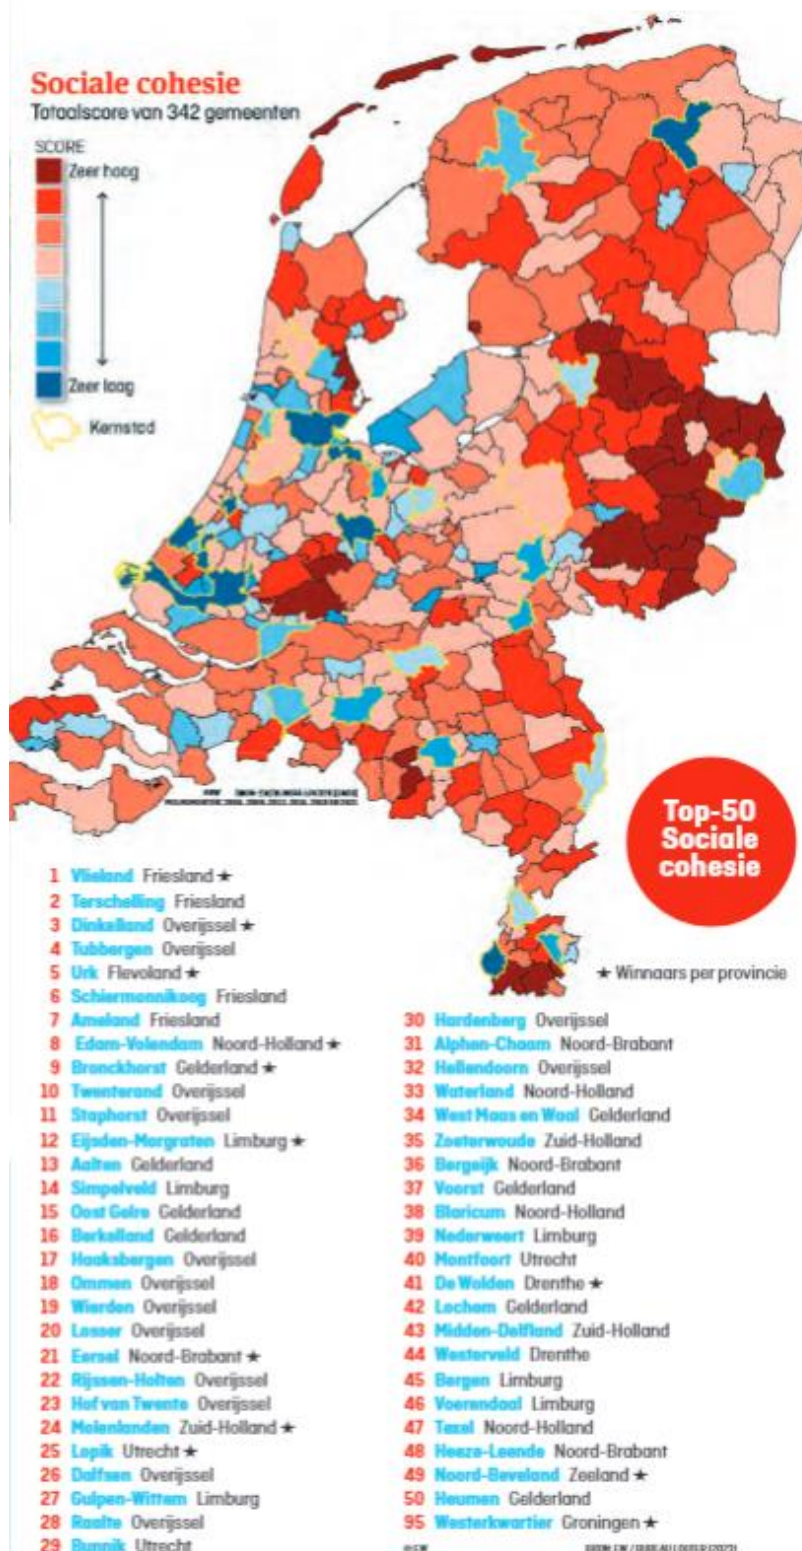 Sociale cohesie
Totaalscore van 342 gemeenten
SCORE
Zeer hoog
Zeer laag
Kernstad
Top-50
Sociale
cohesie
★ Winnaars per provincie
1 Vlieland Friesland ★
2 Terschelling Friesland
3 Dinkelland Overijssel ★
4 Tubbergen Overijssel
5 Urk Flevoland ★
6 Schiermonnikoog Friesland
7 Ameland Friesland
8 Edam-Volendam Noord-Holland ★
9 Bronckhorst Gelderland ★
10 Twenterand Overijssel
11 Staphorst Overijssel
12 Eijsden-Margraten Limburg ★
13 Aalten Gelderland
14 Simpelveld Limburg
15 Oost Gelre Gelderland
16 Berkelland Gelderland
17 Haaksbergen Overijssel
18 Ommen Overijssel
19 Wierden Overijssel
20 Losser Overijssel
21 Eersel Noord-Brabant ★
22 Rijssen-Holten Overijssel
23 Hof van Twente Overijssel
24 Molenlanden Zuid-Holland ★
25 Lopik Utrecht ★
26 Dalfsen Overijssel
27 Gulpen-Wittem Limburg
28 Raalte Overijssel
29 Bunnik Utrecht
30 Hardenberg Overijssel
31 Alphen-Chaam Noord-Brabant
32 Hellendoorn Overijssel
33 Waterland Noord-Holland
34 West Maas en Waal Gelderland
35 Zoeterwoude Zuid-Holland
36 Bergeijk Noord-Brabant
37 Voorst Gelderland
38 Blaricum Noord-Holland
39 Nederweert Limburg
40 Montfoort Utrecht
41 De Wolden Drenthe ★
42 Lochem Gelderland
43 Midden-Delfland Zuid-Holland
44 Westerveld Drenthe
45 Bergen Limburg
46 Voerendaal Limburg
47 Texel Noord-Holland
48 Heeze-Leende Noord-Brabant
49 Noord-Beveland Zeeland ★
50 Heumen Gelderland
95 Westerkwartier Groningen ★